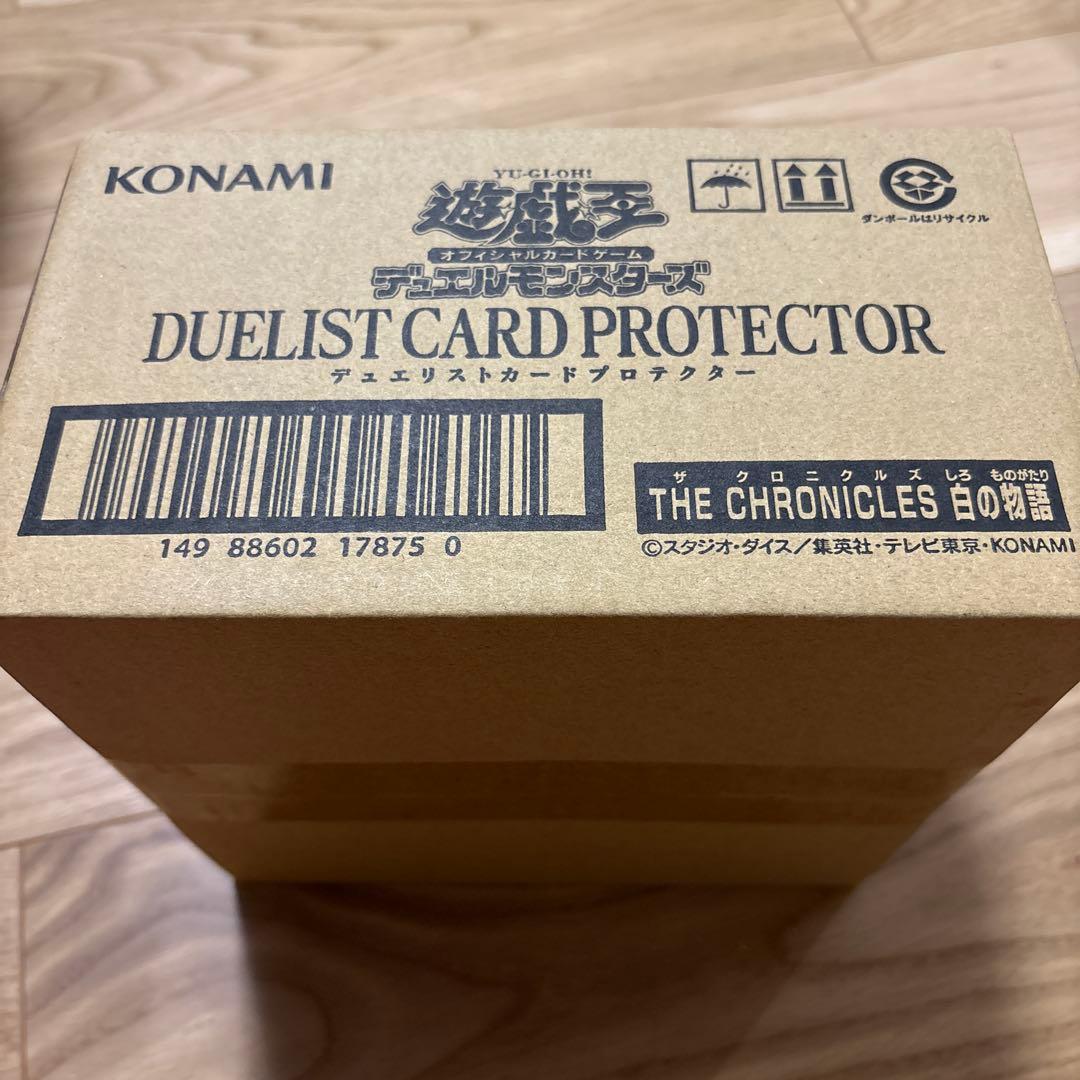 KONAMI
YU-GI-OH!
遊戯王
オフィシャルカードゲーム
デュエルモンスターズ
ダンボールはリサイクル
DUELIST CARD PROTECTOR
デュエリストカードプロテクター
149 88602 17875 0
ザ クロニクルズ しろ ものがたり
THE CHRONICLES 白の物語
©スタジオ・ダイス／集英社・テレビ東京・KONAMI